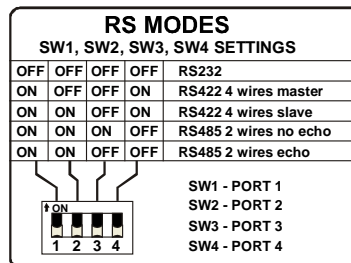 RS MODES
SW1, SW2, SW3, SW4 SETTINGS
OFF OFF OFF OFF RS232
ON OFF OFF ON RS422 4 wires master
ON ON OFF ON RS422 4 wires slave
ON ON ON OFF RS485 2 wires no echo
ON ON OFF OFF RS485 2 wires echo
SW1 - PORT 1
SW2 - PORT 2
SW3 - PORT 3
SW4 - PORT 4
ON
1 2 3 4